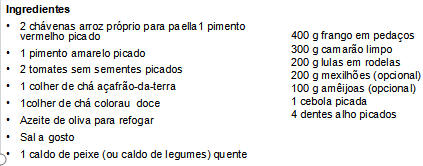 Ingredientes
• 2 chávenas arroz próprio para paella1 pimento
vermelho picado
• 1 pimento amarelo picado
• 2 tomates sem sementes picados
• 1 colher de chá açafrão-da-terra
• 1colher de chá colorau doce
• Azeite de oliva para refogar
• Sal a gosto
• 1 caldo de peixe (ou caldo de legumes) quente
400 g frango em pedaços
300 g camarão limpo
200 g lulas em rodelas
200 g mexilhões (opcional)
100 g amêijoas (opcional)
1 cebola picada
4 dentes alho picados